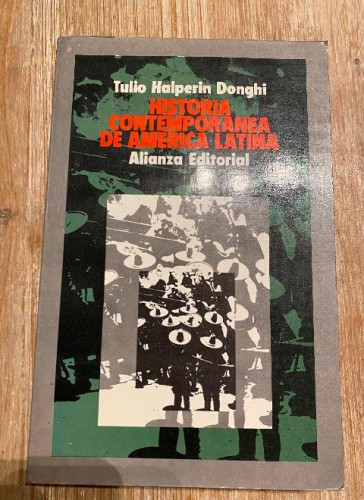 Tulio Halperin Donghi
HISTORIA
CONTEMPORANEA
DE AMERICA LATINA
Alianza Editorial